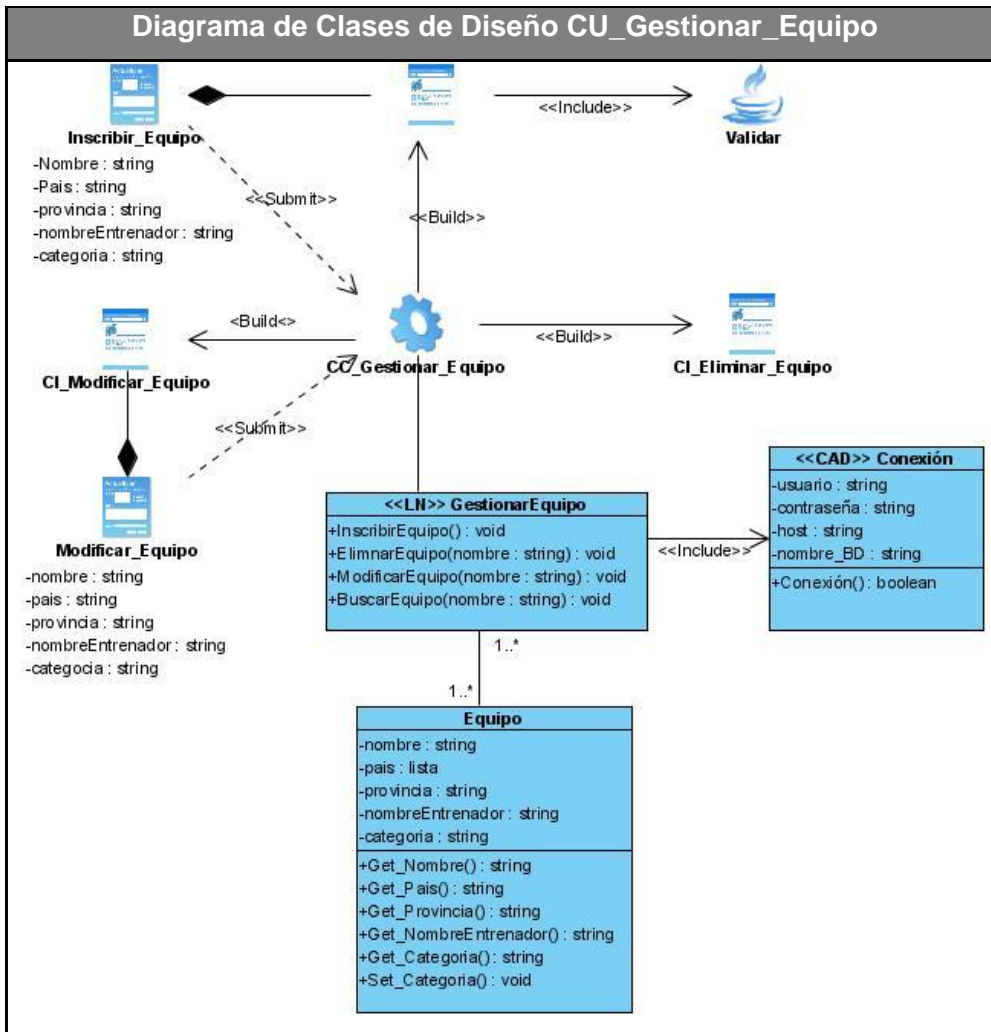 Diagrama de Clases de Diseño CU_Gestionar_Equipo
<<Include>>
Inscribir_Equipo
Validar
-Nombre : string
-Pais : string
-provincia : string
-nombreEntrenador : string
-categoria : string
<<Submit>>
<<Build>>
<Build<>
<<Build>>
CC_Gestionar_Equipo
CI_Eliminar_Equipo
CI_Modificar_Equipo
<<Submit>>
Modificar_Equipo
-nombre : string
-pais : string
-provincia : string
-nombreEntrenador : string
-categocia : string
<<LN>> GestionarEquipo
+InscribirEquipo() : void
+ElimnarEquipo(nombre : string) : void
+ModificarEquipo(nombre : string) : void
+BuscarEquipo(nombre : string) : void
<<Include>>
<<CAD>> Conexión
-usuario : string
-contraseña : string
-host : string
-nombre_BD : string
+Conexión() : boolean
1..*
1..*
Equipo
-nombre : string
-pais : lista
-provincia : string
-nombreEntrenador : string
-categoria : string
+Get_Nombre() : string
+Get_Pais() : string
+Get_Provincia() : string
+Get_NombreEntrenador() : string
+Get_Categoria() : string
+Set_Categoria() : void